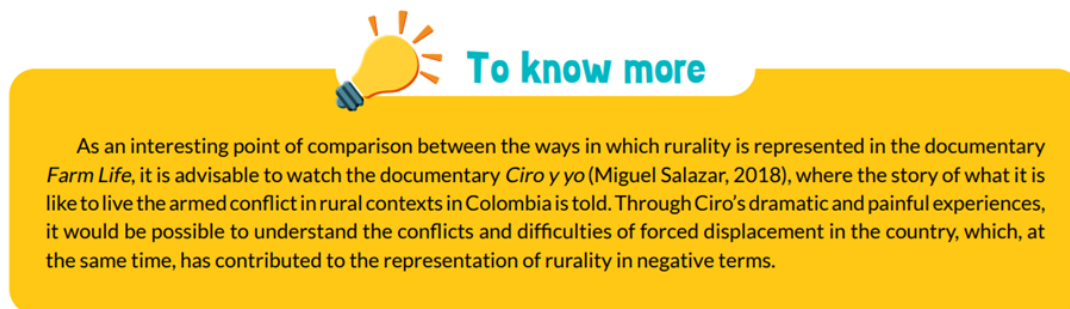 To know more
As an interesting point of comparison between the ways in which rurality is represented in the documentary
Farm Life, it is advisable to watch the documentary Ciro y yo (Miguel Salazar, 2018), where the story of what it is
like to live the armed conflict in rural contexts in Colombia is told. Through Ciro's dramatic and painful experiences,
it would be possible to understand the conflicts and difficulties of forced displacement in the country, which, at
the same time, has contributed to the representation of rurality in negative terms.